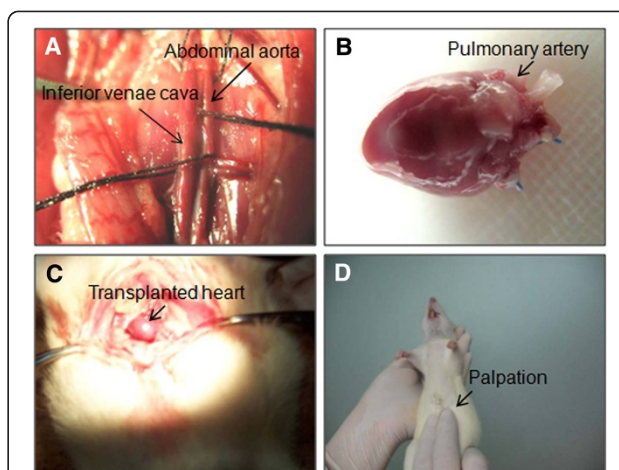 A
Abdominal aorta
Inferior venae cava
B
Pulmonary artery
C
Transplanted heart
D
Palpation